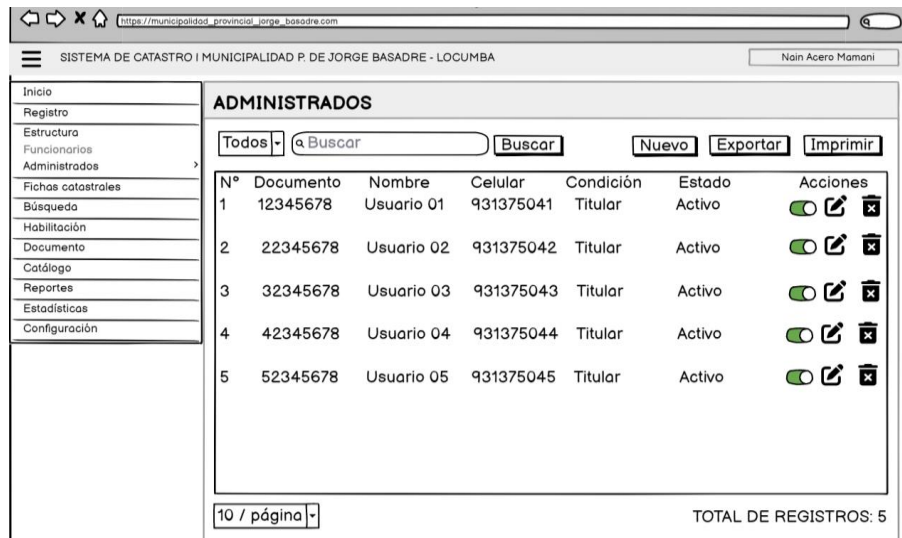 https://municipalidad_provincial_jorge_basadre.com
SISTEMA DE CATASTRO I MUNICIPALIDAD P. DE JORGE BASADRE - LOCUMBA
Nain Acero Mamani
Inicio
Registro
Estructura
Funcionarios
Administrados >
Fichas catastrales
Búsqueda
Habilitación
Documento
Catálogo
Reportes
Estadísticas
Configuración
ADMINISTRADOS
Todos Buscar Buscar Nuevo Exportar Imprimir
N° Documento Nombre Celular Condición Estado Acciones
1 12345678 Usuario 01 931375041 Titular Activo
2 22345678 Usuario 02 931375042 Titular Activo
3 32345678 Usuario 03 931375043 Titular Activo
4 42345678 Usuario 04 931375044 Titular Activo
5 52345678 Usuario 05 931375045 Titular Activo
10 / página TOTAL DE REGISTROS: 5